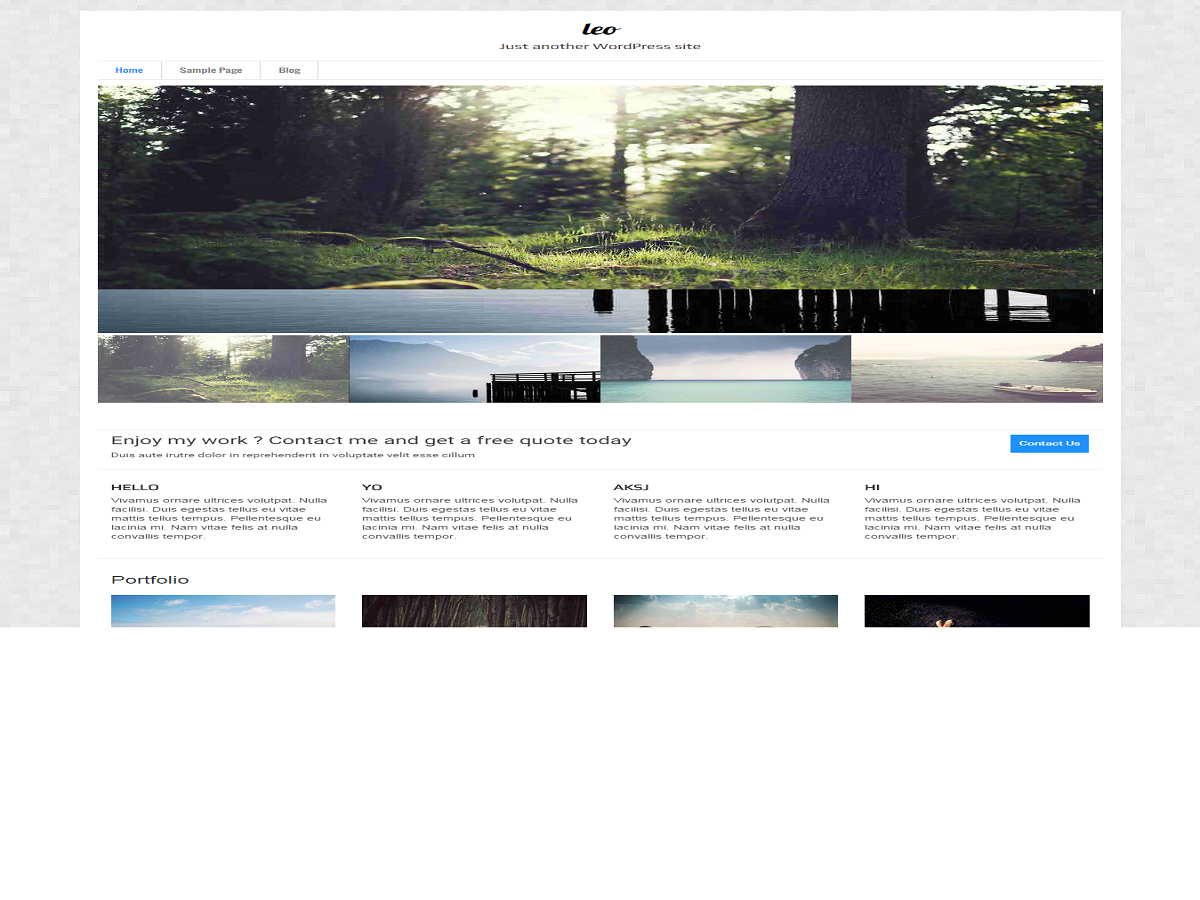 leo
Just another WordPress site
Home Sample Page Blog
Enjoy my work ? Contact me and get a free quote today
Duis aute irutre dolor in reprehenderit in voluptate velit esse cillum
Contact Us
HELLO
Vivamus ornare ultrices volutpat. Nulla
facilisi. Duis egestas tellus eu vitae
mattis tellus tempus. Pellentesque eu
lacinia mi. Nam vitae felis at nulla
convallis tempor.
YO
Vivamus ornare ultrices volutpat. Nulla
facilisi. Duis egestas tellus eu vitae
mattis tellus tempus. Pellentesque eu
lacinia mi. Nam vitae felis at nulla
convallis tempor.
AKSJ
Vivamus ornare ultrices volutpat. Nulla
facilisi. Duis egestas tellus eu vitae
mattis tellus tempus. Pellentesque eu
lacinia mi. Nam vitae felis at nulla
convallis tempor.
HI
Vivamus ornare ultrices volutpat. Nulla
facilisi. Duis egestas tellus eu vitae
mattis tellus tempus. Pellentesque eu
lacinia mi. Nam vitae felis at nulla
convallis tempor.
Portfolio